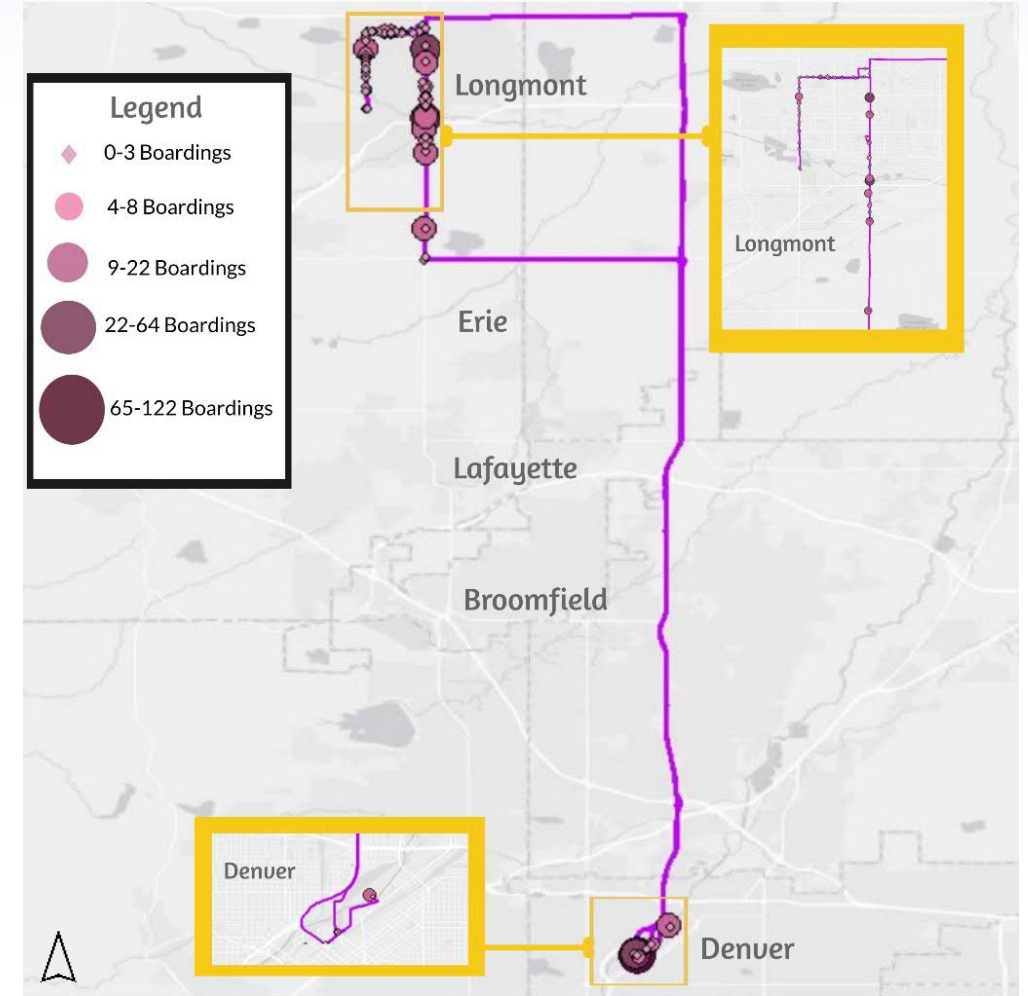 Legend
0-3 Boardings
4-8 Boardings
9-22 Boardings
22-64 Boardings
65-122 Boardings
Longmont
Longmont
Erie
Lafayette
Broomfield
Denver
Denver